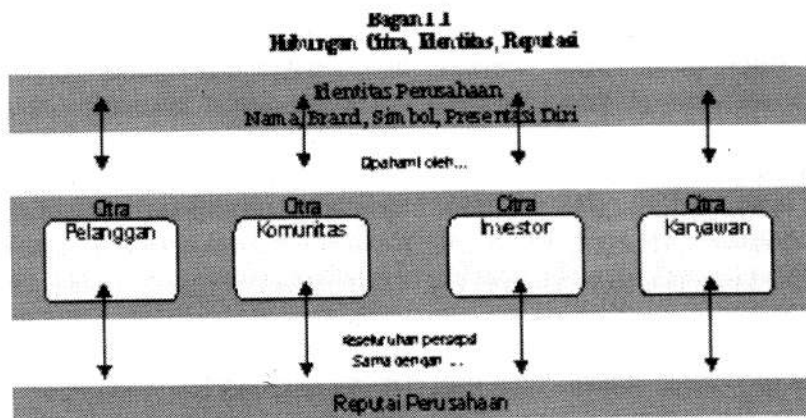 Bagan 1.1
Hubungan Citra, Identitas, Reputasi
Identitas Perusahaan
Nama, Brand, Simbol, Presentasi Diri
Dipahami oleh...
Citra Citra Citra Citra
Pelanggan Komunitas Investor Karyawan
Keseluruhan persepsi
Sama dengan ...
Reputai Perusahaan